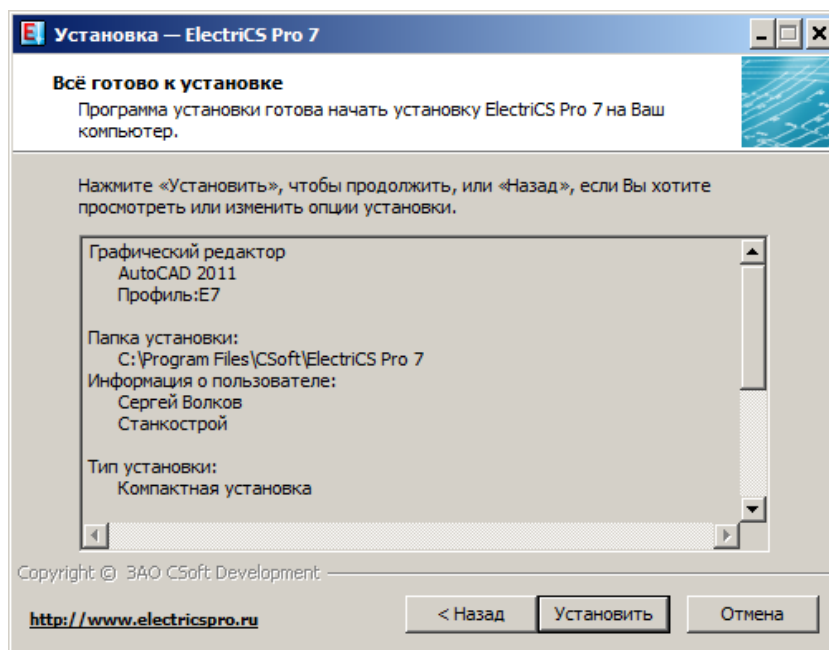 Установка — ElectriCS Pro 7
Всё готово к установке
Программа установки готова начать установку ElectriCS Pro 7 на Ваш
компьютер.
Нажмите «Установить», чтобы продолжить, или «Назад», если Вы хотите
просмотреть или изменить опции установки.
Графический редактор
AutoCAD 2011
Профиль:E7
Папка установки:
C:\Program Files\CSoft\ElectriCS Pro 7
Информация о пользователе:
Сергей Волков
Станкострой
Тип установки:
Компактная установка
Copyright © ЗАО CSoft Development
http://www.electricspro.ru
< Назад
Установить
Отмена